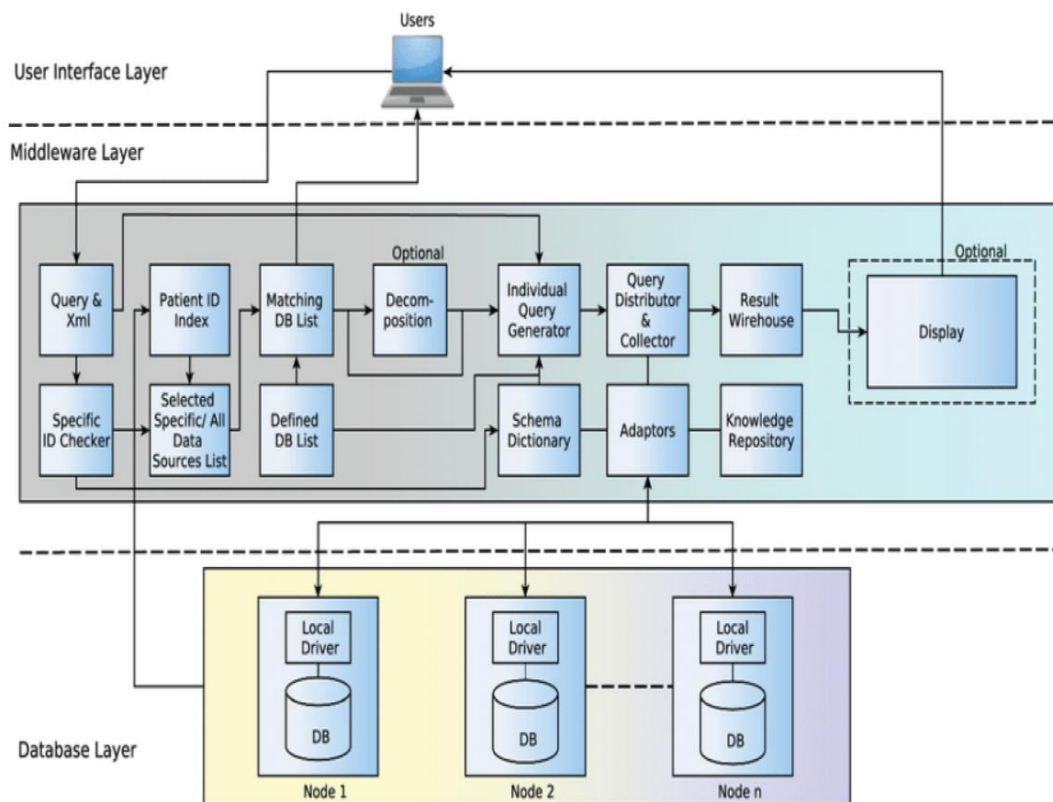 Users
User Interface Layer
Middleware Layer
Query &
Xml
Patient ID
Index
Matching
DB List
Optional
Decom-
position
Individual
Query
Generator
Query
Distributor
&
Collector
Result
Wirehouse
Optional
Display
Specific
ID Checker
Selected
Specific/ All
Data
Sources List
Defined
DB List
Schema
Dictionary
Adaptors
Knowledge
Repository
Local
Driver
DB
Node 1
Local
Driver
DB
Node 2
Local
Driver
DB
Node n
Database Layer